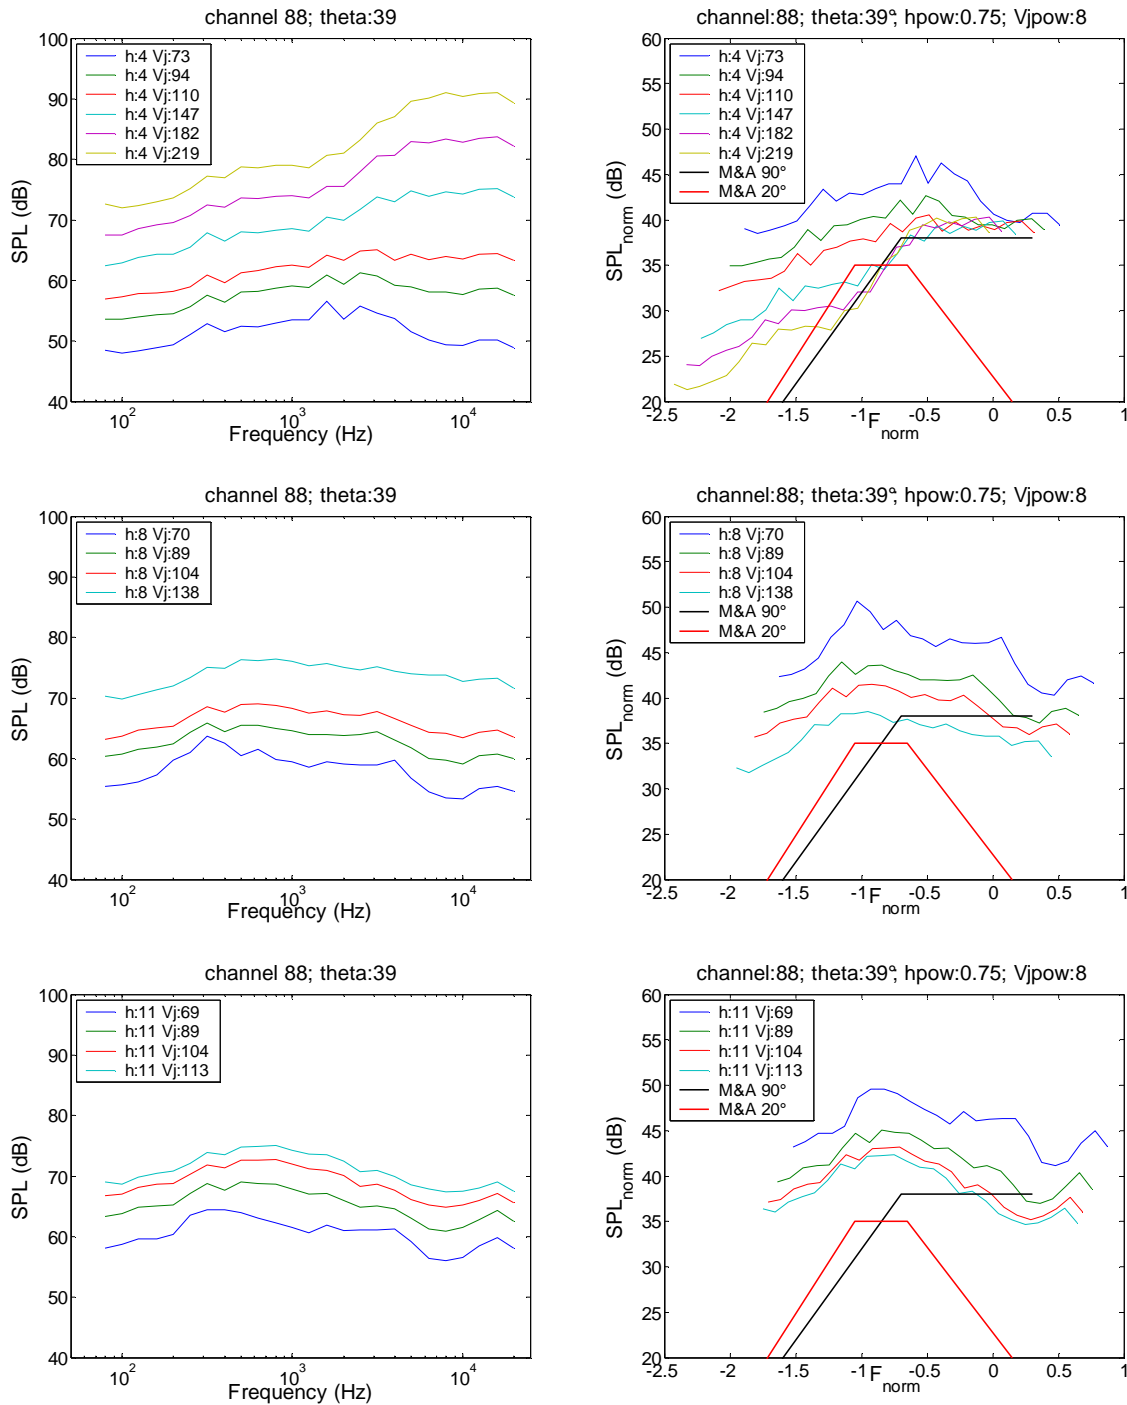 channel 88; theta:39
100
90
80
70
60
50
40
SPL (dB)
h:4 Vj:73
h:4 Vj:94
h:4 Vj:110
h:4 Vj:147
h:4 Vj:182
h:4 Vj:219
10^2
10^3
10^4
Frequency (Hz)
channel:88; theta:39°; hpow:0.75; Vjpow:8
60
55
50
45
40
35
30
25
20
SPL_norm (dB)
h:4 Vj:73
h:4 Vj:94
h:4 Vj:110
h:4 Vj:147
h:4 Vj:182
h:4 Vj:219
M&A 90°
M&A 20°
-2.5 -2 -1.5 -1 -0.5 0 0.5 1
F_norm
channel 88; theta:39
100
90
80
70
60
50
40
SPL (dB)
h:8 Vj:70
h:8 Vj:89
h:8 Vj:104
h:8 Vj:138
10^2
10^3
10^4
Frequency (Hz)
channel:88; theta:39°; hpow:0.75; Vjpow:8
60
55
50
45
40
35
30
25
20
SPL_norm (dB)
h:8 Vj:70
h:8 Vj:89
h:8 Vj:104
h:8 Vj:138
M&A 90°
M&A 20°
-2.5 -2 -1.5 -1 -0.5 0 0.5 1
F_norm
channel 88; theta:39
100
90
80
70
60
50
40
SPL (dB)
h:11 Vj:69
h:11 Vj:89
h:11 Vj:104
h:11 Vj:113
10^2
10^3
10^4
Frequency (Hz)
channel:88; theta:39°; hpow:0.75; Vjpow:8
60
55
50
45
40
35
30
25
20
SPL_norm (dB)
h:11 Vj:69
h:11 Vj:89
h:11 Vj:104
h:11 Vj:113
M&A 90°
M&A 20°
-2.5 -2 -1.5 -1 -0.5 0 0.5 1
F_norm